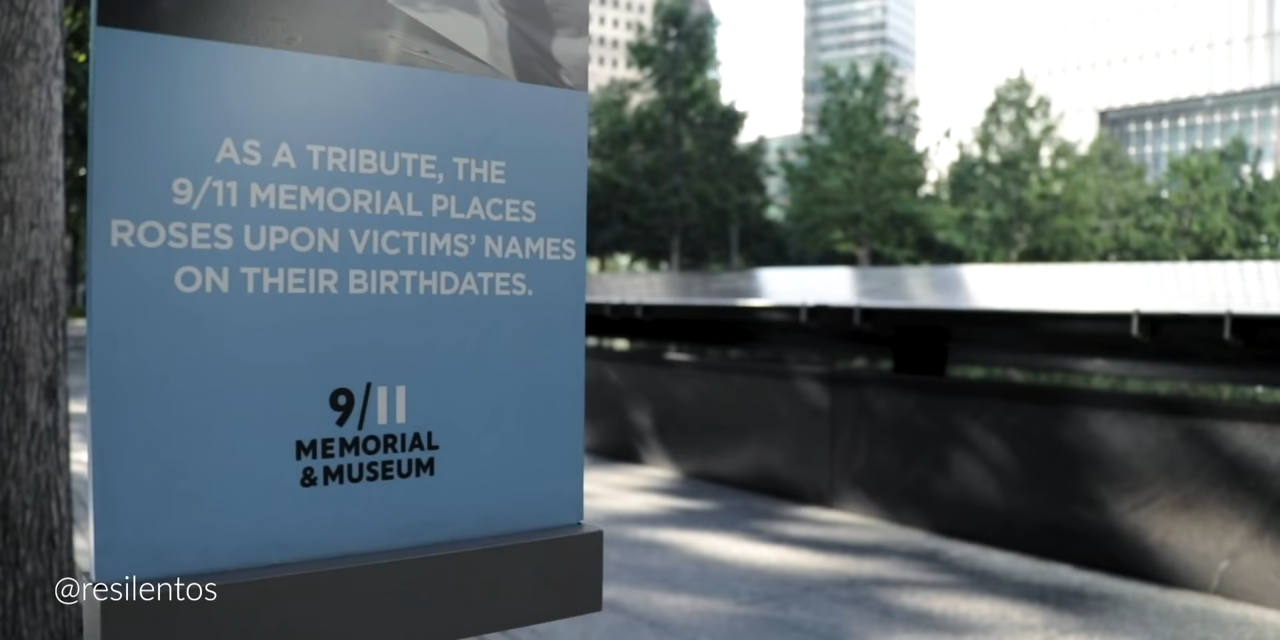 AS A TRIBUTE, THE
9/11 MEMORIAL PLACES
ROSES UPON VICTIMS’ NAMES
ON THEIR BIRTHDATES.
9/11
MEMORIAL
& MUSEUM
@resilentos